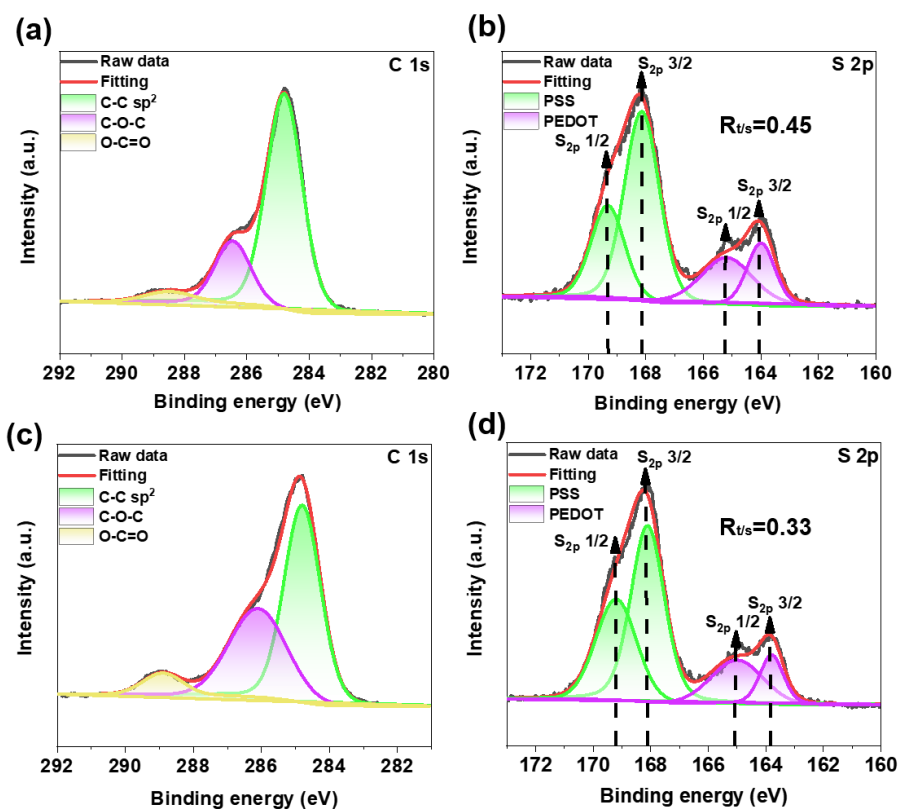 (a)
Raw data
Fitting
C-C sp²
C-O-C
O-C=O
C 1s
Intensity (a.u.)
292 290 288 286 284 282 280
Binding energy (eV)
(b)
Raw data
Fitting
PSS
PEDOT
S 2p
S2p 3/2
S2p 1/2
Rt/s=0.45
S2p 3/2
S2p 1/2
Intensity (a.u.)
172 170 168 166 164 162 160
Binding energy (eV)
(c)
Raw data
Fitting
C-C sp²
C-O-C
O-C=O
C 1s
Intensity (a.u.)
292 290 288 286 284 282
Binding energy (eV)
(d)
Raw data
Fitting
PSS
PEDOT
S 2p
S2p 3/2
S2p 1/2
Rt/s=0.33
S2p 3/2
S2p 1/2
Intensity (a.u.)
172 170 168 166 164 162 160
Binding energy (eV)